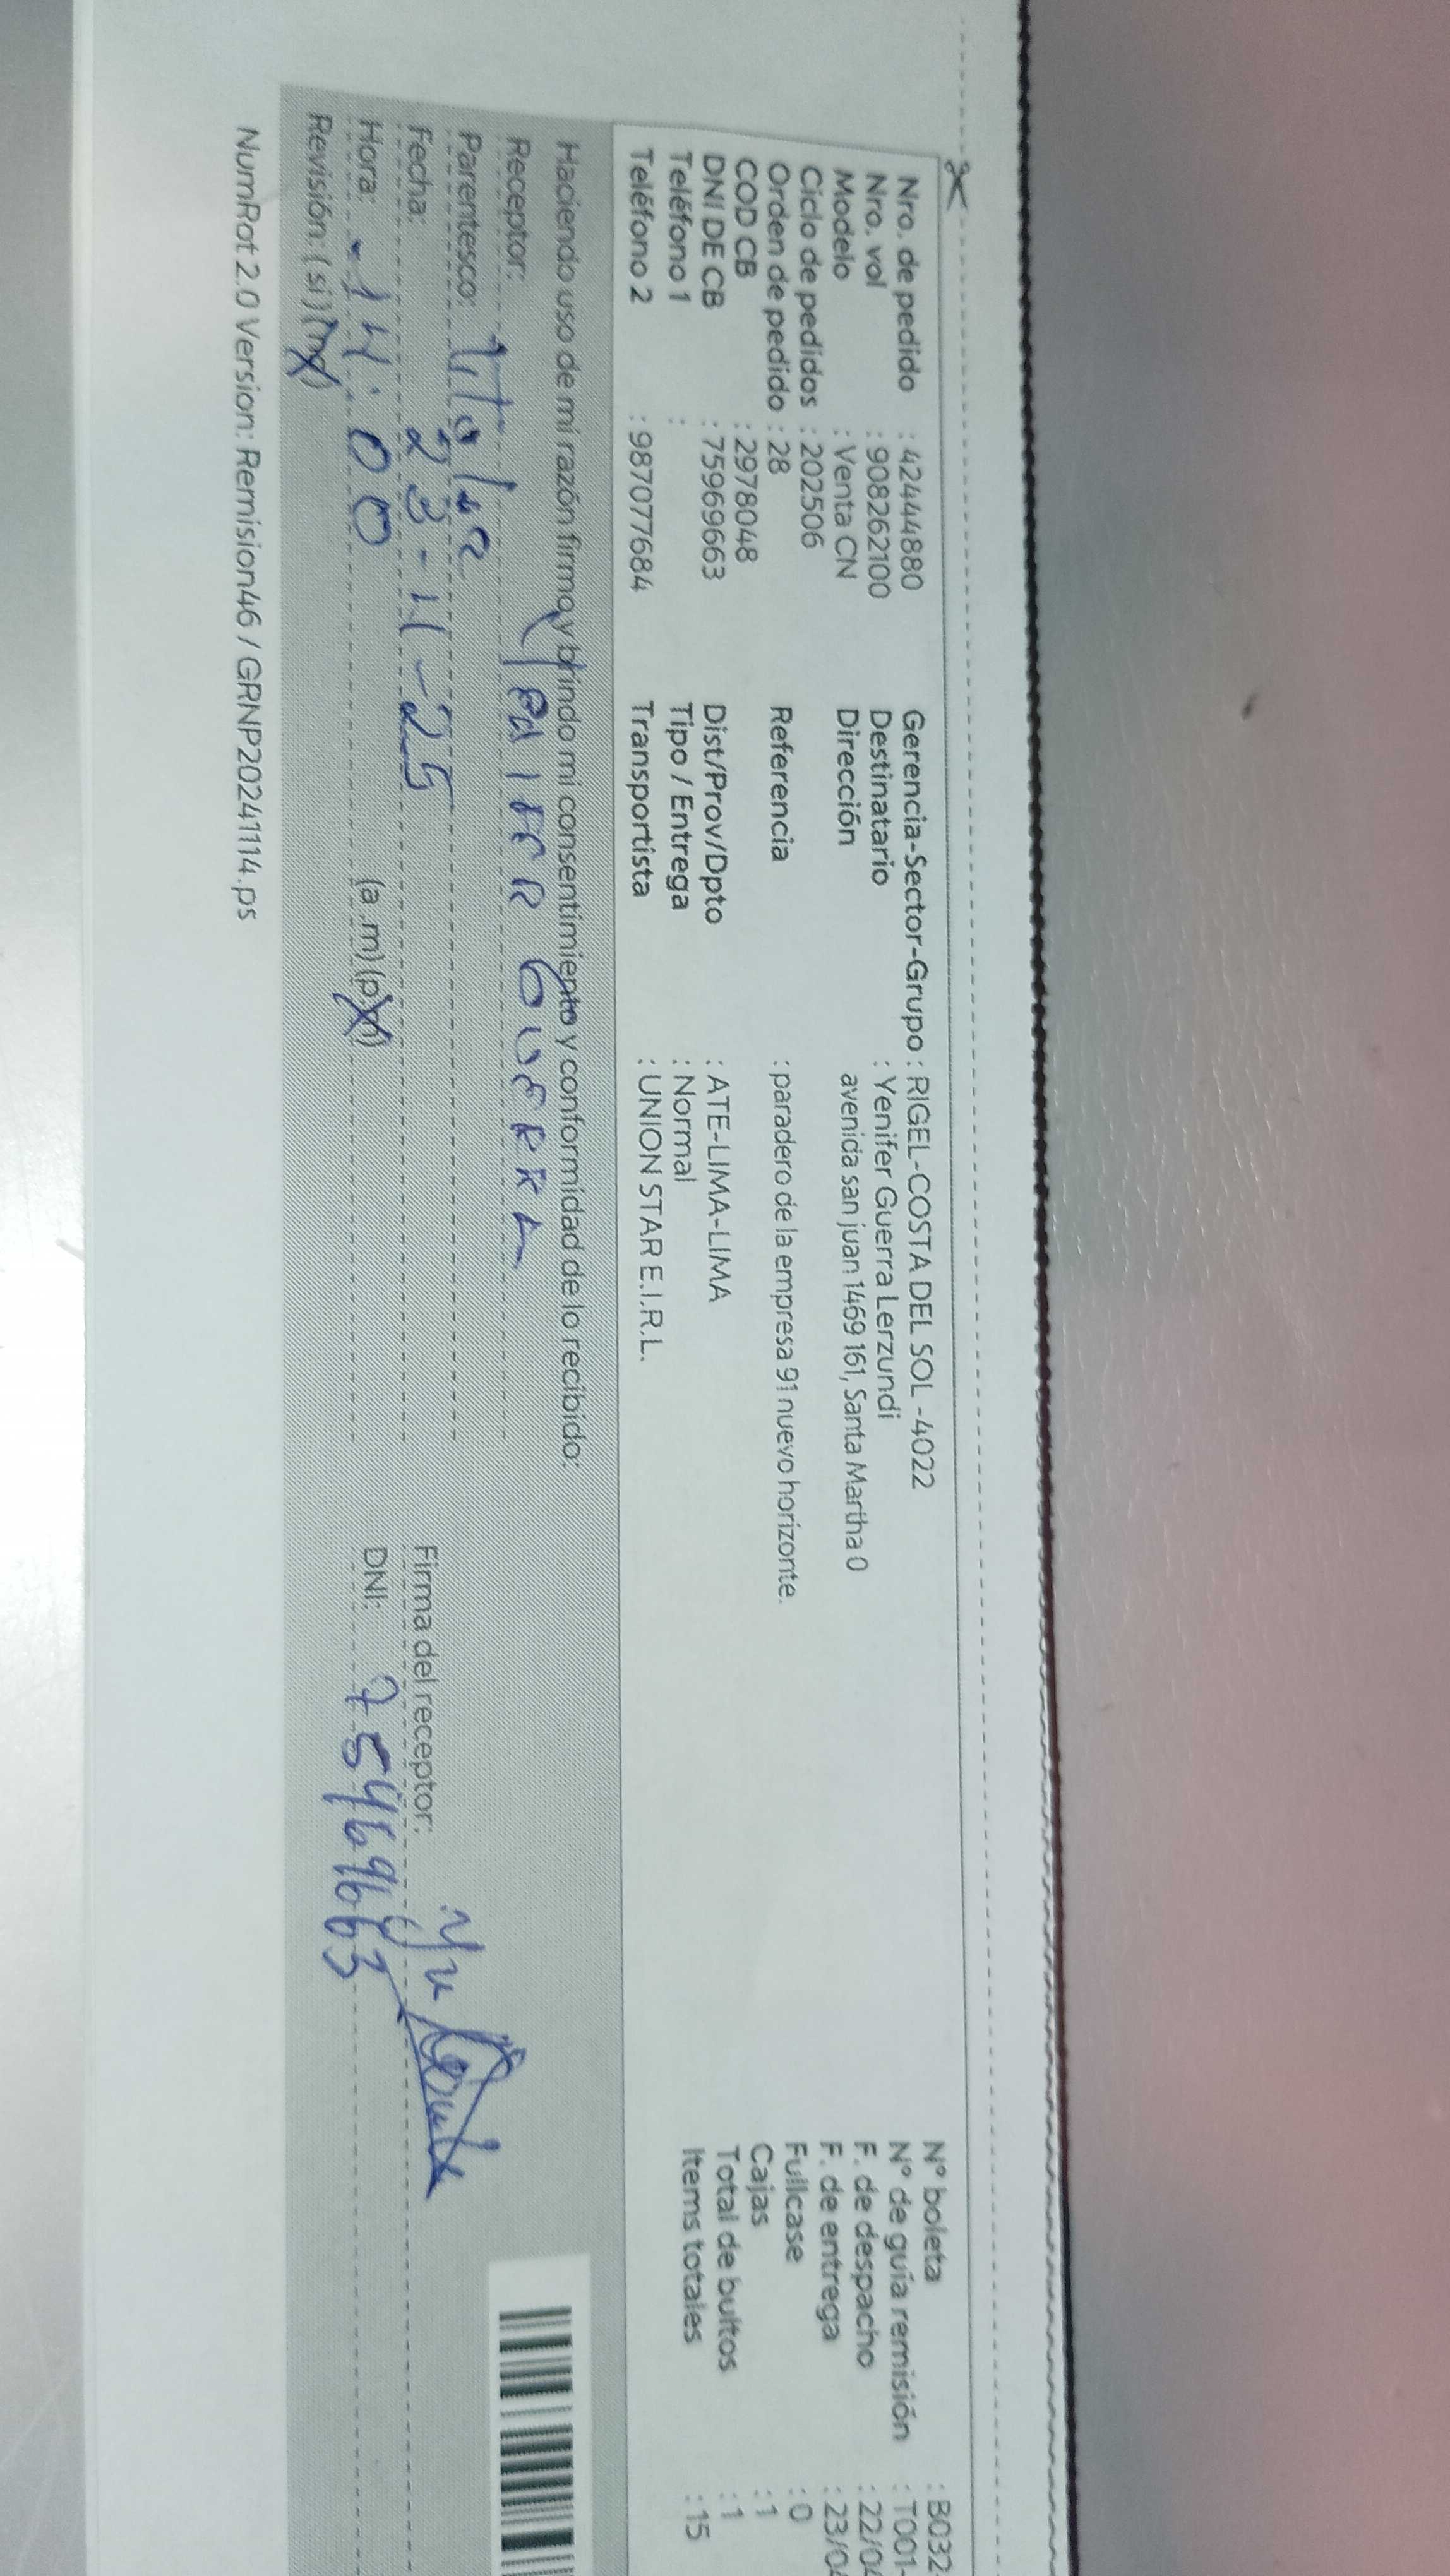 Nro. de pedido : 42444880
Nro. vol : 908262100
Modelo : Venta CN
Ciclo de pedidos : 202506
Orden de pedido : 28
COD CB : 2978048
DNI DE CB : 75969663
Teléfono 1 :
Teléfono 2 : 987077684
Gerencia-Sector-Grupo : RIGEL-COSTA DEL SOL -4022
Destinatario : Yenifer Guerra Lerzundi
Dirección avenida san juan 1469 161, Santa Martha 0
Referencia : paradero de la empresa 91 nuevo horizonte.
Dist/Prov/Dpto : ATE-LIMA-LIMA
Tipo / Entrega : Normal
Transportista : UNION STAR E.I.R.L.
N° boleta : B032-
N° de guía remisión : T001-
F. de despacho : 22/04
F. de entrega : 23/04
Fullcase : 0
Cajas : 1
Total de bultos : 1
Items totales : 15
Haciendo uso de mi razón firmo y brindo mi consentimiento y conformidad de lo recibido:
Receptor: GUERRA
Parentesco: Titular
Fecha: 23-4-25
Hora: 14:00 (a.m) (p.m)
Revisión: ( si ) (no)
Firma del receptor:
DNI: 75969663
NumRot 2.0 Version: Remision46 / GRNP20241114.ps